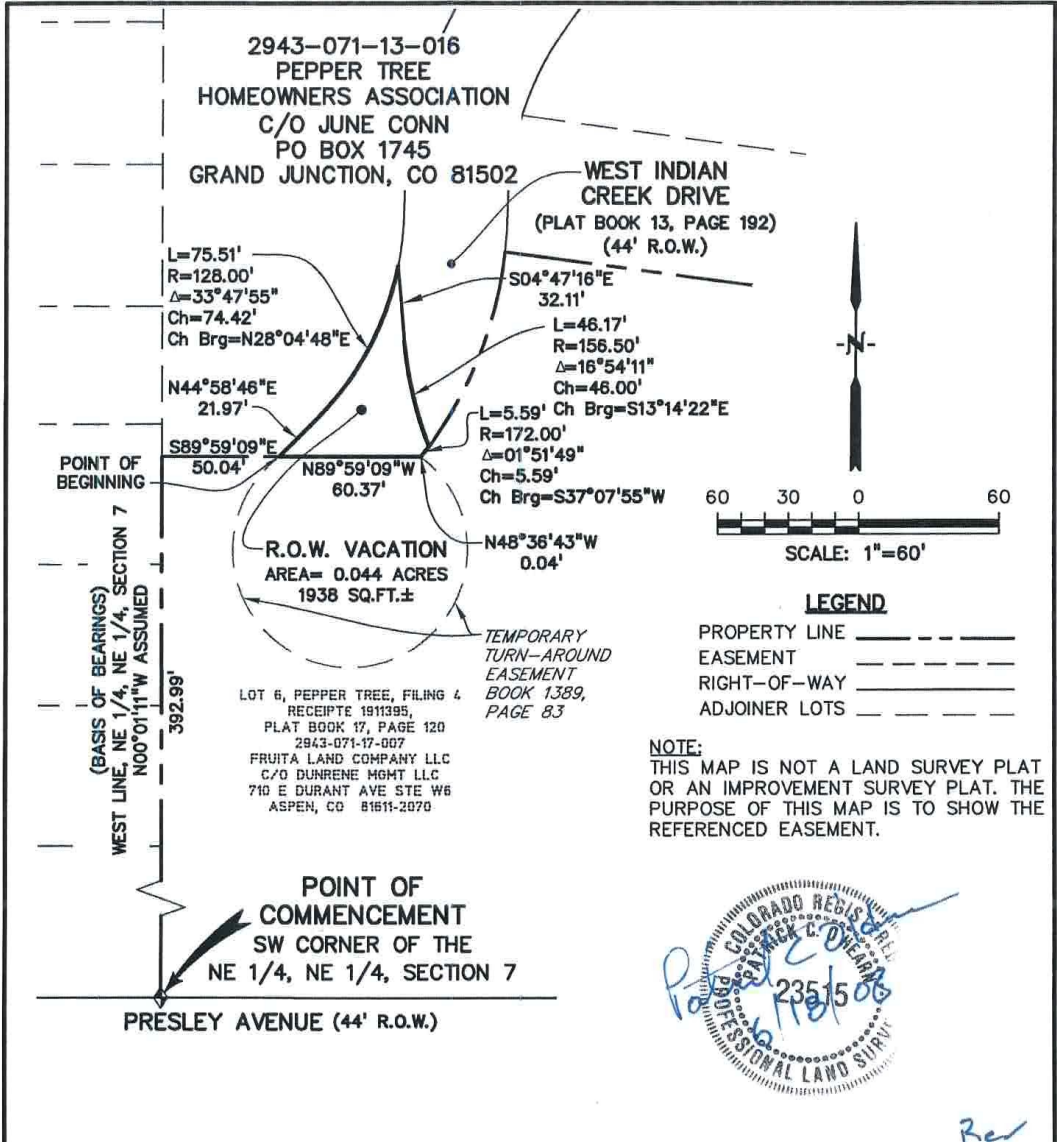 2943-071-13-016
PEPPER TREE
HOMEOWNERS ASSOCIATION
C/O JUNE CONN
PO BOX 1745
GRAND JUNCTION, CO 81502
WEST INDIAN
CREEK DRIVE
(PLAT BOOK 13, PAGE 192)
(44' R.O.W.)
L=75.51'
R=128.00'
Δ=33°47'55"
Ch=74.42'
Ch Brg=N28°04'48"E
S04°47'16"E
32.11'
L=46.17'
R=156.50'
Δ=16°54'11"
Ch=46.00'
Ch Brg=S13°14'22"E
N44°58'46"E
21.97'
L=5.59'
R=172.00'
Δ=01°51'49"
Ch=5.59'
Ch Brg=S37°07'55"W
S89°59'09"E
50.04'
POINT OF
BEGINNING
N89°59'09"W
60.37'
N48°36'43"W
0.04'
-N-
60 30 0 60
SCALE: 1"=60'
R.O.W. VACATION
AREA= 0.044 ACRES
1938 SQ.FT.±
TEMPORARY
TURN-AROUND
EASEMENT
BOOK 1389,
PAGE 83
LEGEND
PROPERTY LINE
EASEMENT
RIGHT-OF-WAY
ADJOINER LOTS
(BASIS OF BEARINGS)
WEST LINE, NE 1/4, NE 1/4, SECTION 7
N00°01'11"W ASSUMED
392.99'
LOT 6, PEPPER TREE, FILING 4
RECEIPTE 1911395,
PLAT BOOK 17, PAGE 120
2943-071-17-007
FRUITA LAND COMPANY LLC
C/O DUNRENE MGMT LLC
710 E DURANT AVE STE W6
ASPEN, CO 81611-2070
NOTE:
THIS MAP IS NOT A LAND SURVEY PLAT
OR AN IMPROVEMENT SURVEY PLAT. THE
PURPOSE OF THIS MAP IS TO SHOW THE
REFERENCED EASEMENT.
POINT OF
COMMENCEMENT
SW CORNER OF THE
NE 1/4, NE 1/4, SECTION 7
PRESLEY AVENUE (44' R.O.W.)
COLORADO REGIS
PATRICK C. O'HEARN
23515
PROFESSIONAL LAND SURV
6/18/08